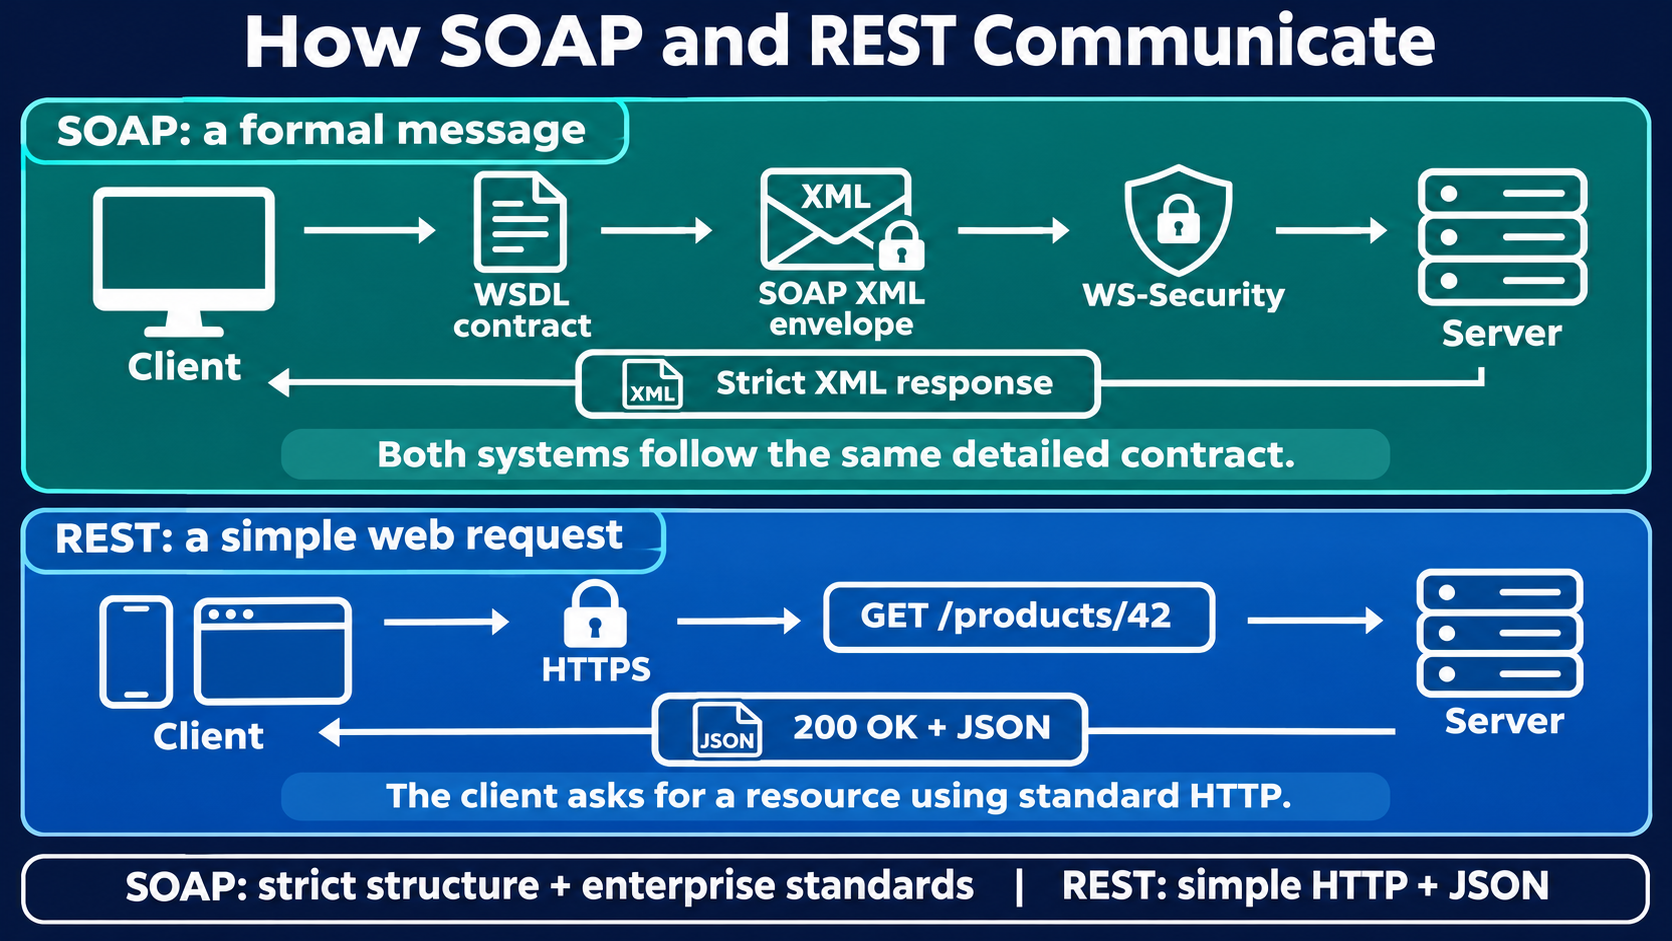 How SOAP and REST Communicate
SOAP: a formal message
XML
WSDL
contract
SOAP XML
envelope
WS-Security
Server
Client
XML
Strict XML response
Both systems follow the same detailed contract.
REST: a simple web request
GET /products/42
HTTPS
Server
Client
JSON
200 OK + JSON
The client asks for a resource using standard HTTP.
SOAP: strict structure + enterprise standards | REST: simple HTTP + JSON